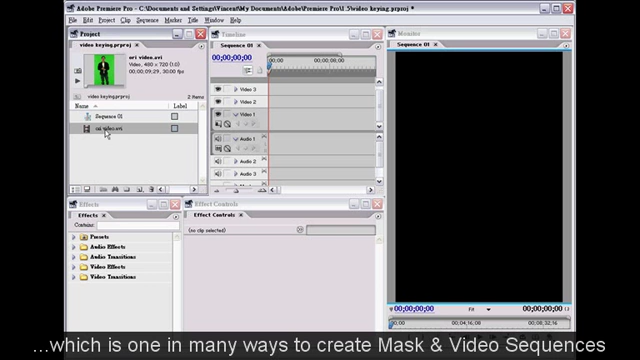 Adobe Premiere Pro - C:\Documents and Settings\Vincent\My Documents\Adobe\Premiere Pro\1.5\video keying.prproj *
File Edit Project Clip Sequence Marker Title Window Help
Project
video keying.prproj
ori video.avi
Video, 480 x 720 (1.0)
00;00;09;29, 30.00 fps
video keying.prproj 2 Items
Name Label
Sequence 01
ori video.avi
Timeline
Sequence 01
00;00;00;00
;00;00 00;00;08;00
Video 3
Video 2
Video 1
Audio 1
Audio 2
Audio 3
Monitor
Sequence 01
00;00;00;00 Fit 00;00;00;00
00;00 00;04;16;08 00;08;32;16
Effects
Effects
Contains:
Presets
Audio Effects
Audio Transitions
Video Effects
Video Transitions
Effect Controls
Effect Controls
(no clip selected)
...which is one in many ways to create Mask & Video Sequences